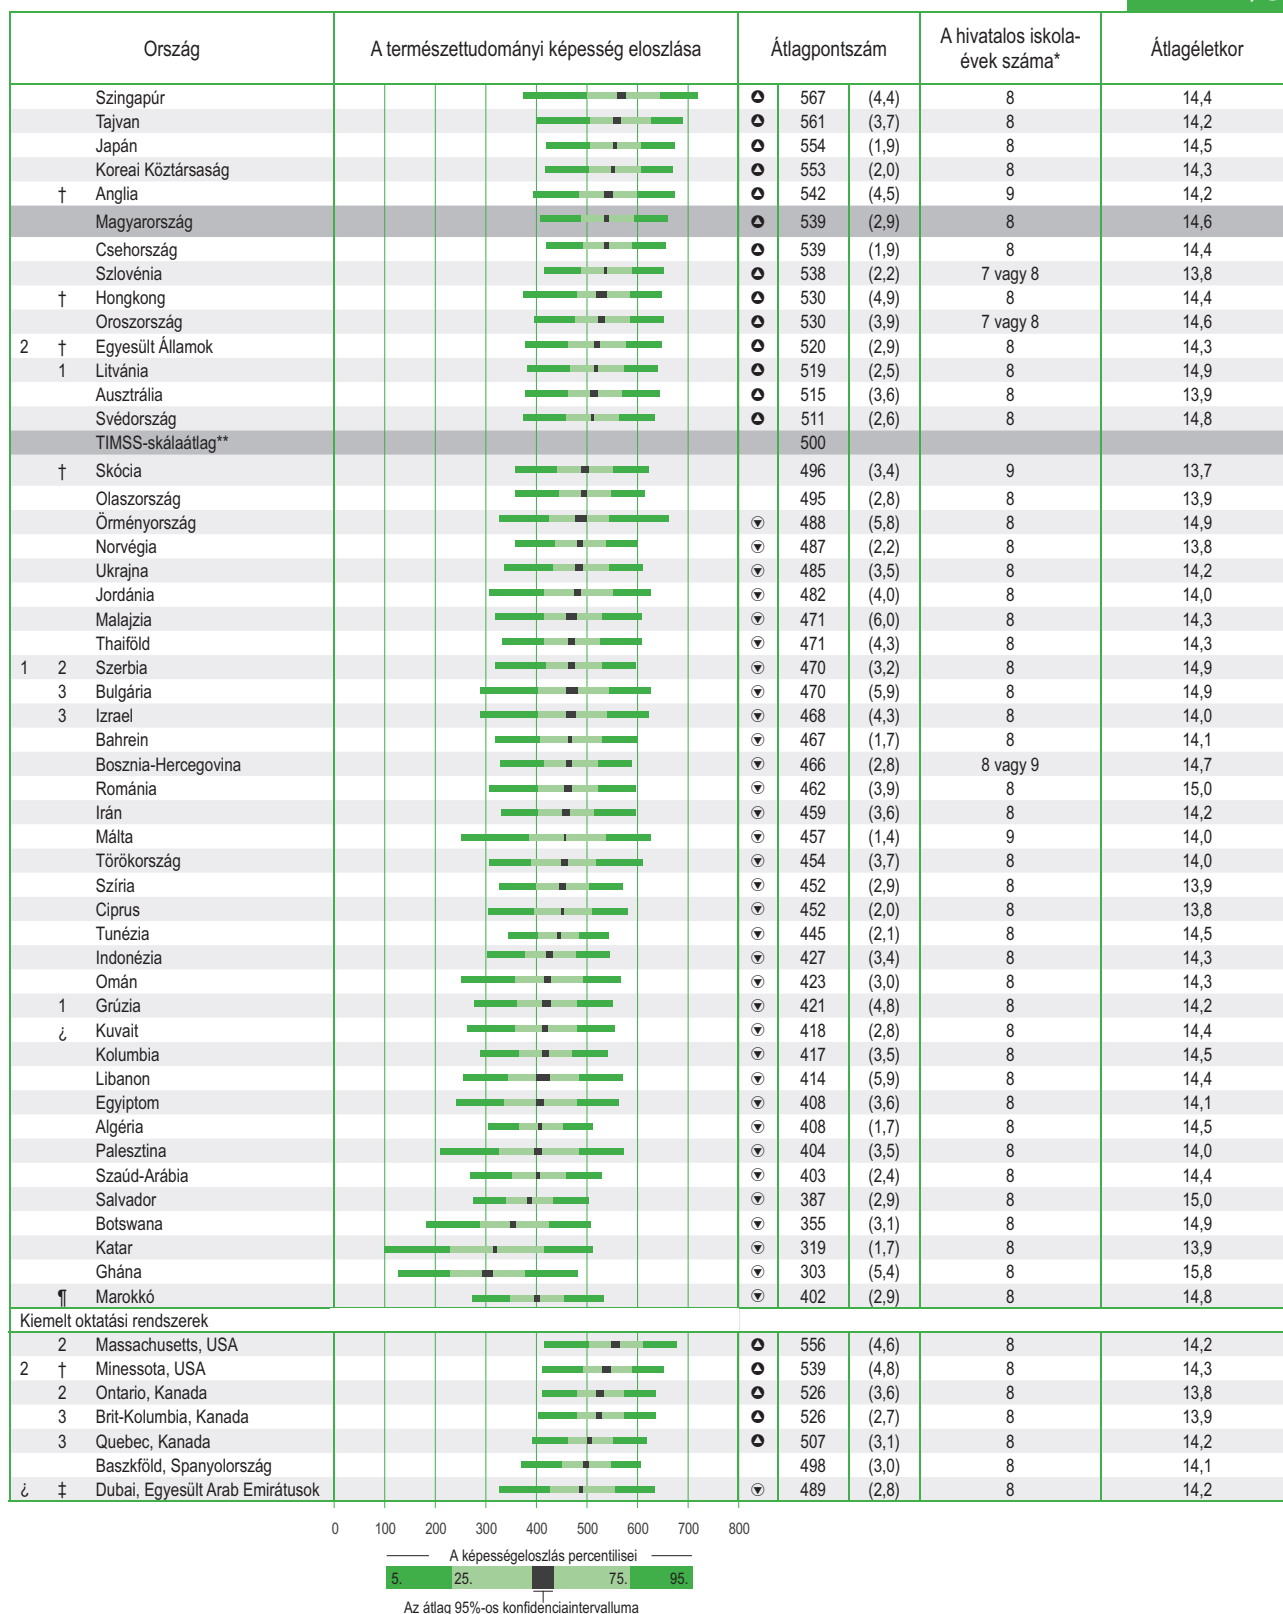 Ország A természettudományi képesség eloszlása Átlagpontszám A hivatalos iskola-évek száma* Átlagéletkor
Szingapúr 567 (4,4) 8 14,4
Tajvan 561 (3,7) 8 14,2
Japán 554 (1,9) 8 14,5
Koreai Köztársaság 553 (2,0) 8 14,3
† Anglia 542 (4,5) 9 14,2
Magyarország 539 (2,9) 8 14,6
Csehország 539 (1,9) 8 14,4
Szlovénia 538 (2,2) 7 vagy 8 13,8
† Hongkong 530 (4,9) 8 14,4
Oroszország 530 (3,9) 7 vagy 8 14,6
2 † Egyesült Államok 520 (2,9) 8 14,3
1 Litvánia 519 (2,5) 8 14,9
Ausztrália 515 (3,6) 8 13,9
Svédország 511 (2,6) 8 14,8
TIMSS-skálaátlag** 500
† Skócia 496 (3,4) 9 13,7
Olaszország 495 (2,8) 8 13,9
Örményország 488 (5,8) 8 14,9
Norvégia 487 (2,2) 8 13,8
Ukrajna 485 (3,5) 8 14,2
Jordánia 482 (4,0) 8 14,0
Malajzia 471 (6,0) 8 14,3
Thaiföld 471 (4,3) 8 14,3
1 2 Szerbia 470 (3,2) 8 14,9
3 Bulgária 470 (5,9) 8 14,9
3 Izrael 468 (4,3) 8 14,0
Bahrein 467 (1,7) 8 14,1
Bosznia-Hercegovina 466 (2,8) 8 vagy 9 14,7
Románia 462 (3,9) 8 15,0
Irán 459 (3,6) 8 14,2
Málta 457 (1,4) 9 14,0
Törökország 454 (3,7) 8 14,0
Szíria 452 (2,9) 8 13,9
Ciprus 452 (2,0) 8 13,8
Tunézia 445 (2,1) 8 14,5
Indonézia 427 (3,4) 8 14,3
Omán 423 (3,0) 8 14,3
1 Grúzia 421 (4,8) 8 14,2
¿ Kuvait 418 (2,8) 8 14,4
Kolumbia 417 (3,5) 8 14,5
Libanon 414 (5,9) 8 14,4
Egyiptom 408 (3,6) 8 14,1
Algéria 408 (1,7) 8 14,5
Palesztina 404 (3,5) 8 14,0
Szaúd-Arábia 403 (2,4) 8 14,4
Salvador 387 (2,9) 8 15,0
Botswana 355 (3,1) 8 14,9
Katar 319 (1,7) 8 13,9
Ghána 303 (5,4) 8 15,8
¶ Marokkó 402 (2,9) 8 14,8
Kiemelt oktatási rendszerek
2 Massachusetts, USA 556 (4,6) 8 14,2
2 † Minessota, USA 539 (4,8) 8 14,3
2 Ontario, Kanada 526 (3,6) 8 13,8
3 Brit-Kolumbia, Kanada 526 (2,7) 8 13,9
3 Quebec, Kanada 507 (3,1) 8 14,2
Baszkföld, Spanyolország 498 (3,0) 8 14,1
¿ ‡ Dubai, Egyesült Arab Emirátusok 489 (2,8) 8 14,2
0 100 200 300 400 500 600 700 800
A képességeloszlás percentilisei
5. 25. 75. 95.
Az átlag 95%-os konfidenciaintervalluma